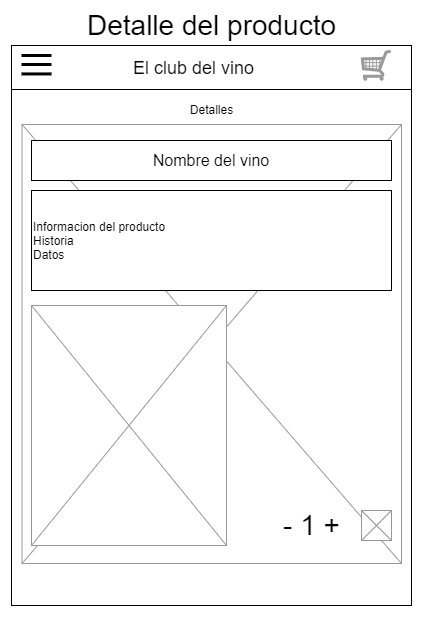 Detalle del producto
El club del vino
Detalles
Nombre del vino
Informacion del producto
Historia
Datos
- 1 +